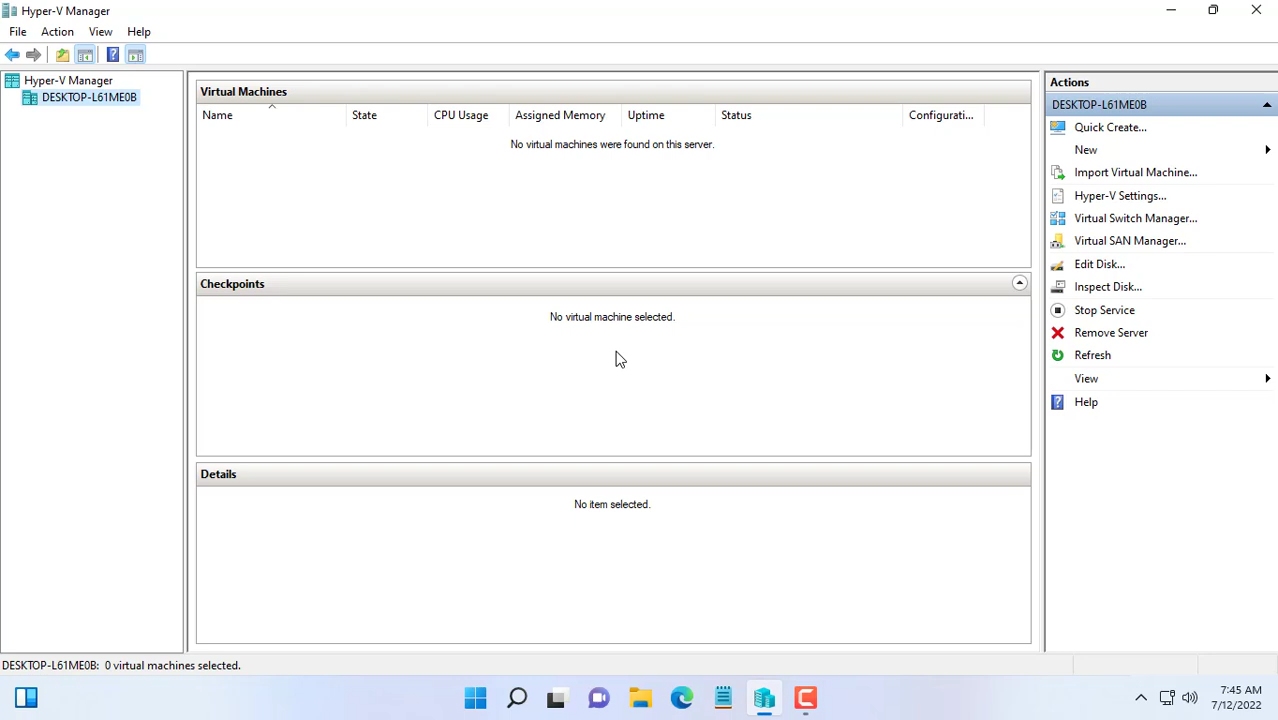 Hyper-V Manager
File Action View Help
Hyper-V Manager
DESKTOP-L61ME0B
Virtual Machines
Name State CPU Usage Assigned Memory Uptime Status Configurati...
No virtual machines were found on this server.
Checkpoints
No virtual machine selected.
Details
No item selected.
Actions
DESKTOP-L61ME0B
Quick Create...
New
Import Virtual Machine...
Hyper-V Settings...
Virtual Switch Manager...
Virtual SAN Manager...
Edit Disk...
Inspect Disk...
Stop Service
Remove Server
Refresh
View
Help
DESKTOP-L61ME0B: 0 virtual machines selected.
7:45 AM
7/12/2022